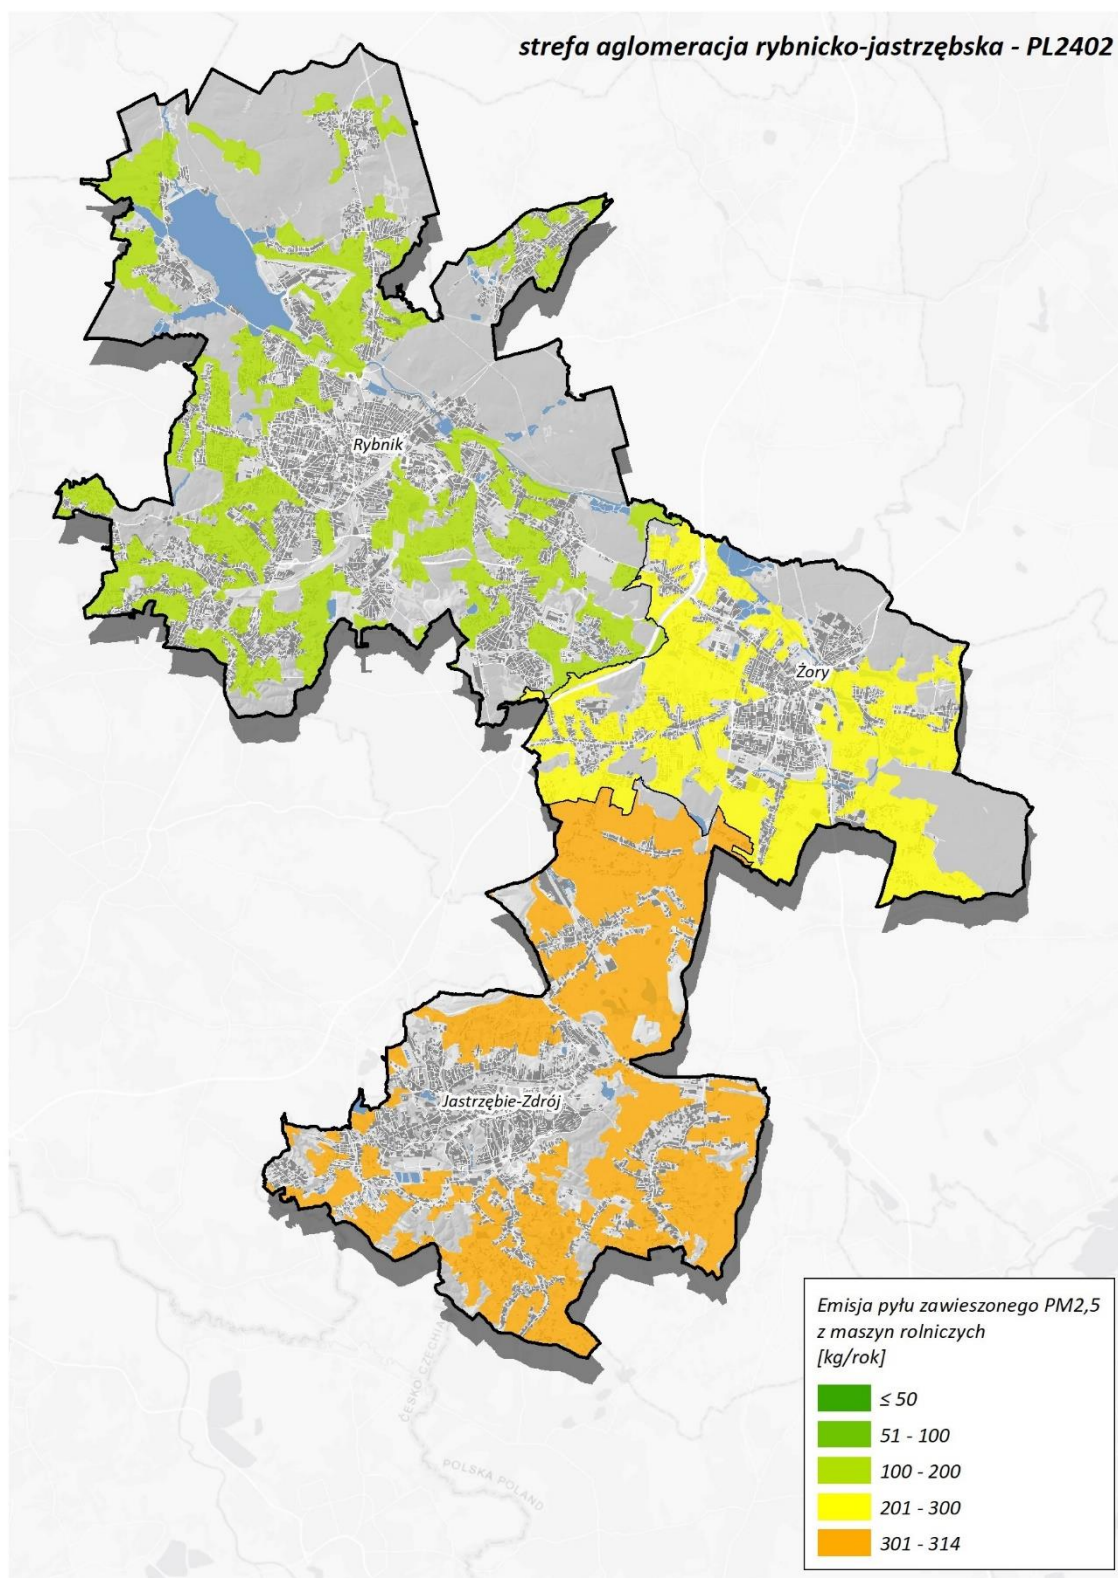 strefa aglomeracja rybnicko-jastrzębska - PL2402
Rybnik
Żory
Jastrzębie-Zdrój
Emisja pyłu zawieszonego PM2,5
z maszyn rolniczych
[kg/rok]
≤ 50
51 - 100
100 - 200
201 - 300
301 - 314
ČESKO CZECHIA
POLSKA POLAND